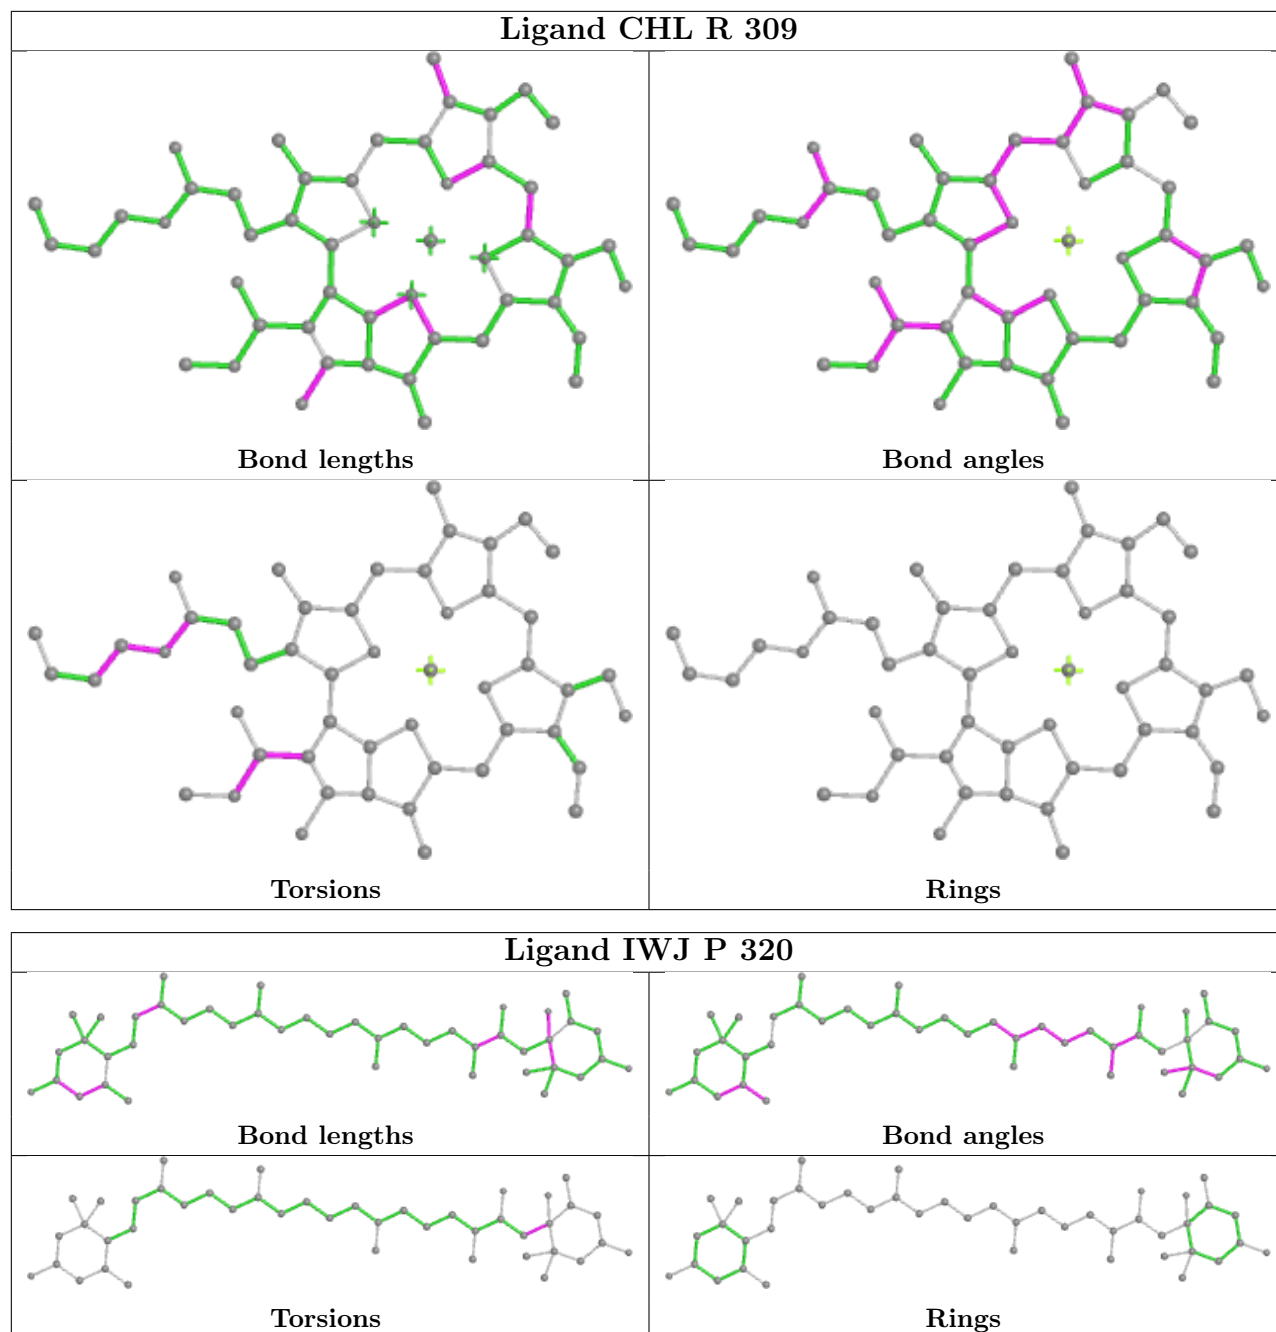 Ligand CHL R 309
Bond lengths
Bond angles
Torsions
Rings
Ligand IWJ P 320
Bond lengths
Bond angles
Torsions
Rings